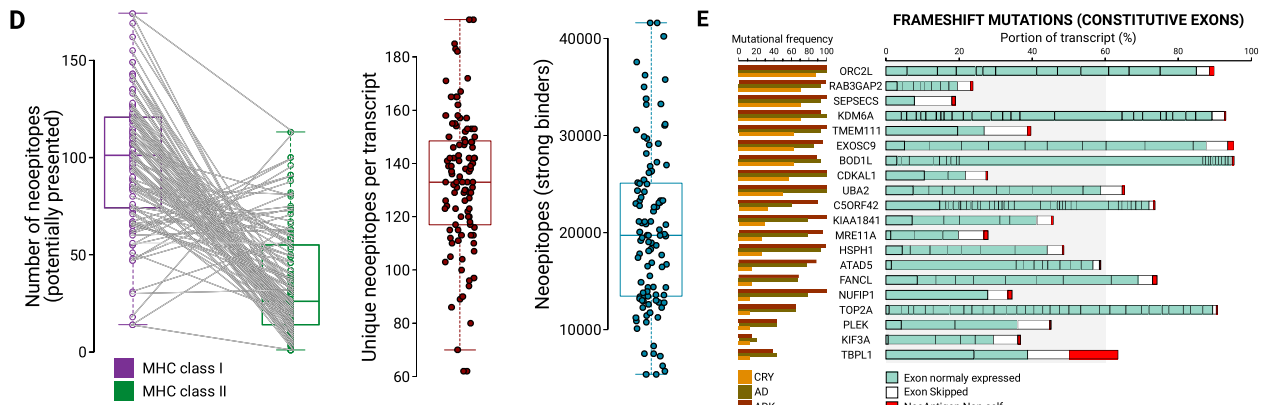 D
Number of neoepitopes
(potentially presented)
150
100
50
0
MHC class I
MHC class II
Unique neoepitopes per transcript
180
160
140
120
100
80
60
Neoepitopes (strong binders)
40000
30000
20000
10000
E
FRAMESHIFT MUTATIONS (CONSTITUTIVE EXONS)
Mutational frequency
Portion of transcript (%)
0 20 40 60 80 100
0 20 40 60 80 100
ORC2L
RAB3GAP2
SEPSECS
KDM6A
TMEM111
EXOSC9
BOD1L
CDKAL1
UBA2
C5ORF42
KIAA1841
MRE11A
HSPH1
ATAD5
FANCL
NUFIP1
TOP2A
PLEK
KIF3A
TBPL1
CRY
AD
Exon normaly expressed
Exon Skipped